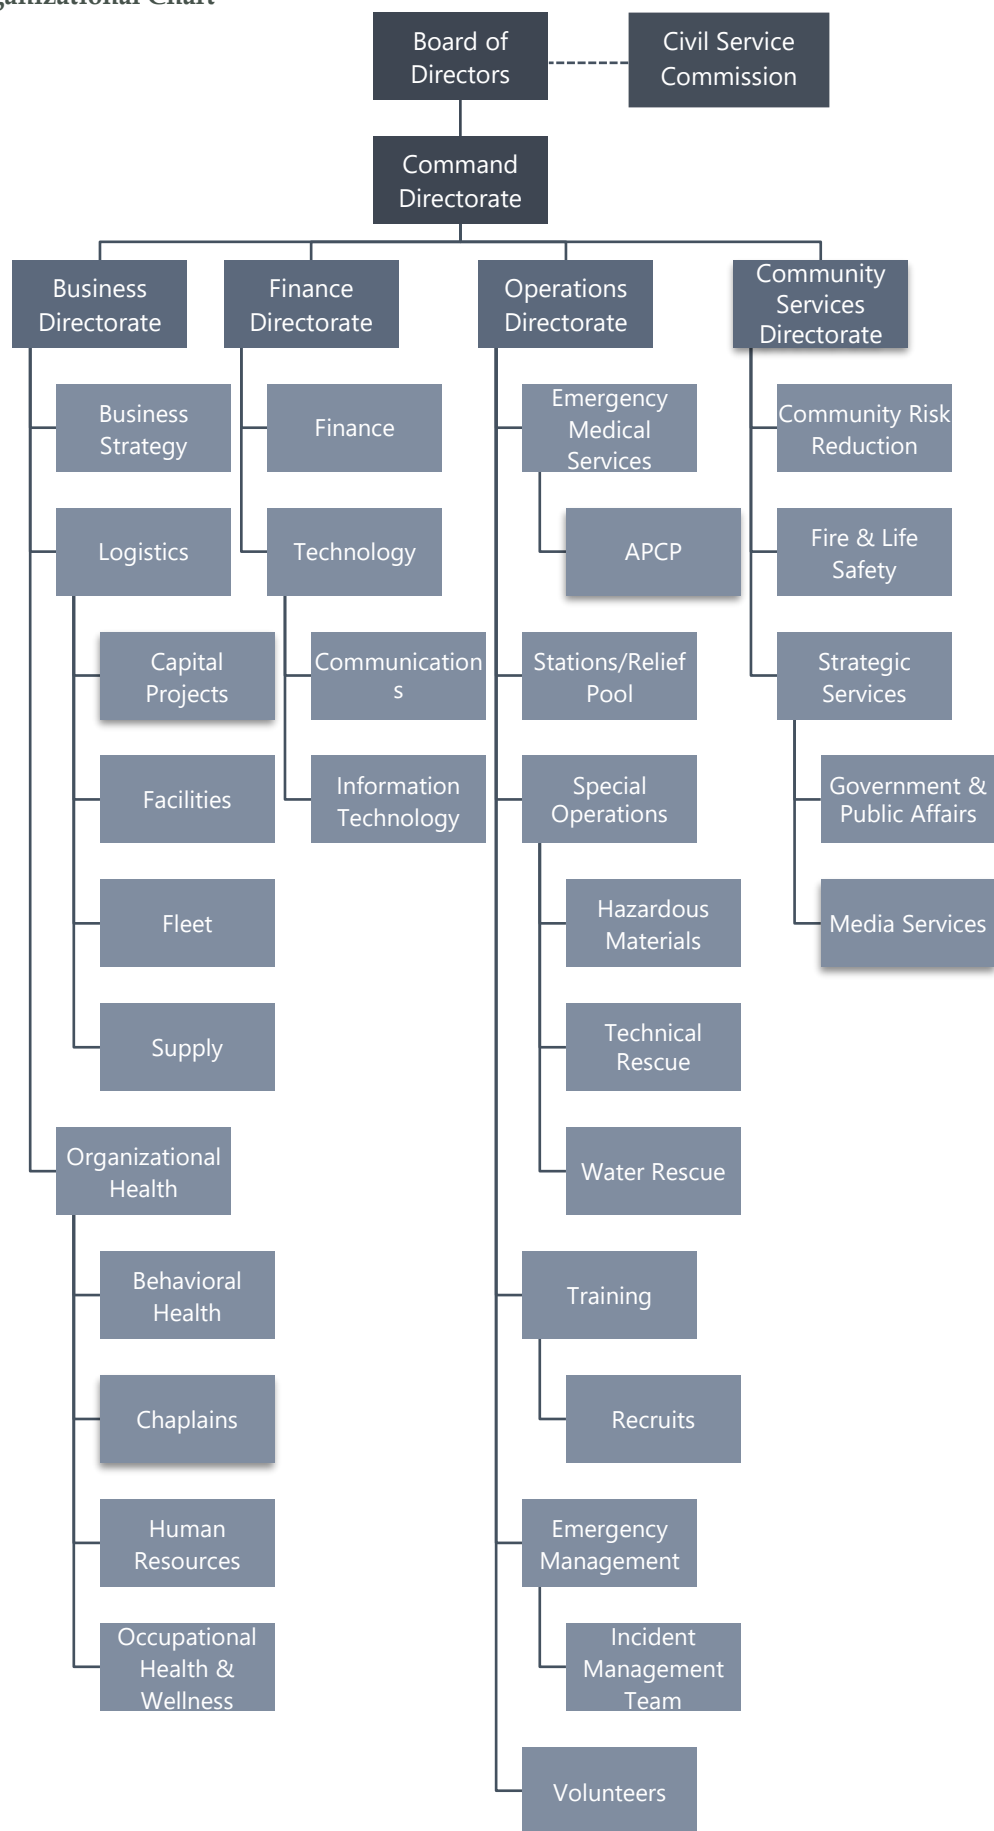 Organizational Chart
Board of
Directors
Civil Service
Commission
Command
Directorate
Business
Directorate
Finance
Directorate
Operations
Directorate
Community
Services
Directorate
Business
Strategy
Logistics
Capital
Projects
Facilities
Fleet
Supply
Organizational
Health
Behavioral
Health
Chaplains
Human
Resources
Occupational
Health &
Wellness
Finance
Technology
Communication
s
Information
Technology
Emergency
Medical
Services
APCP
Stations/Relief
Pool
Special
Operations
Hazardous
Materials
Technical
Rescue
Water Rescue
Training
Recruits
Emergency
Management
Incident
Management
Team
Volunteers
Community Risk
Reduction
Fire & Life
Safety
Strategic
Services
Government &
Public Affairs
Media Services